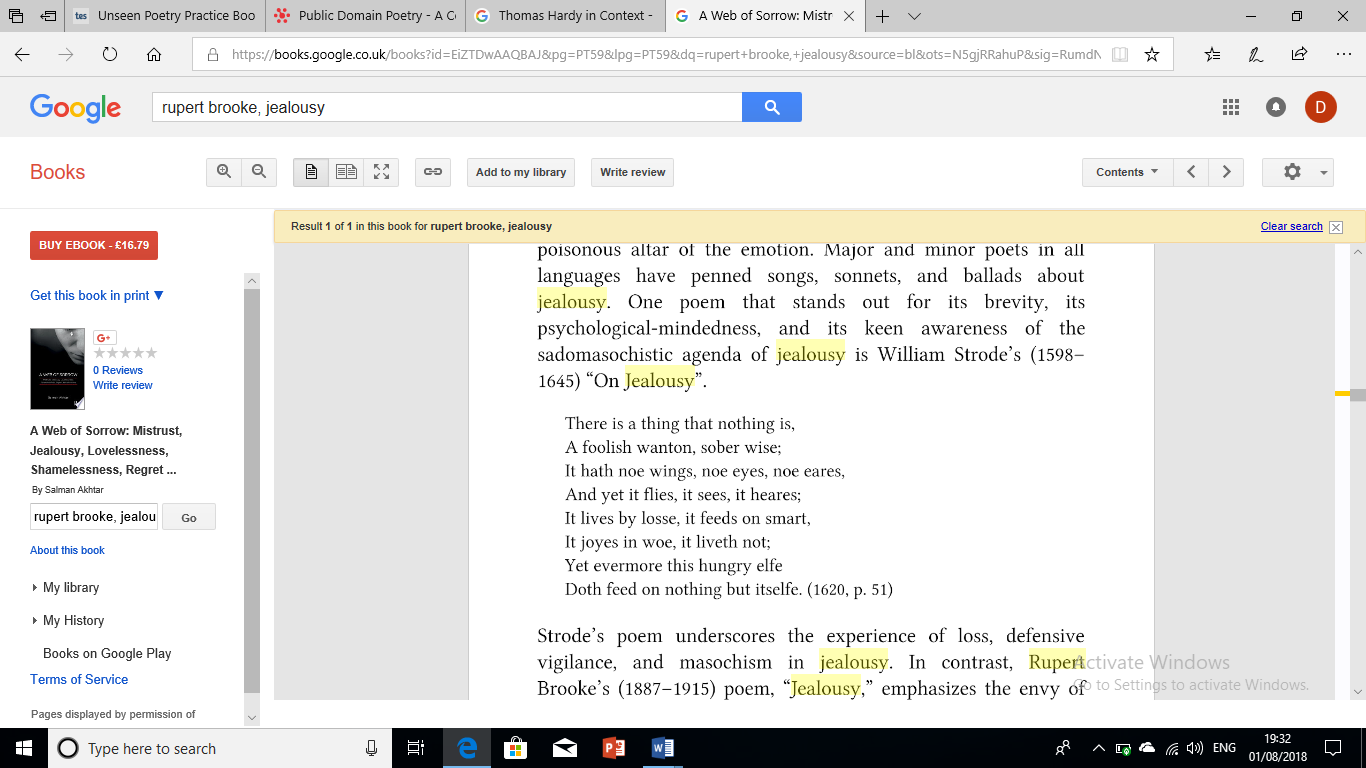 tes Unseen Poetry Practice Boo
Public Domain Poetry - A C
Thomas Hardy in Context -
A Web of Sorrow: Mistr
https://books.google.co.uk/books?id=EiZTDwAAQBAJ&pg=PT59&lpg=PT59&dq=rupert+brooke,+jealousy&source=bl&ots=N5gjRRahuP&sig=RumdN
Google
rupert brooke, jealousy
D
Books
Add to my library
Write review
Contents
Result 1 of 1 in this book for rupert brooke, jealousy
Clear search
BUY EBOOK - £16.79
Get this book in print ▼
G+
0 Reviews
Write review
A WEB OF SORROW
Salman Akhtar
A Web of Sorrow: Mistrust,
Jealousy, Lovelessness,
Shamelessness, Regret ...
By Salman Akhtar
rupert brooke, jealou
Go
About this book
My library
My History
Books on Google Play
Terms of Service
Pages displayed by permission of
poisonous altar of the emotion. Major and minor poets in all
languages have penned songs, sonnets, and ballads about
jealousy. One poem that stands out for its brevity, its
psychological-mindedness, and its keen awareness of the
sadomasochistic agenda of jealousy is William Strode’s (1598–
1645) “On Jealousy”.
There is a thing that nothing is,
A foolish wanton, sober wise;
It hath noe wings, noe eyes, noe eares,
And yet it flies, it sees, it heares;
It lives by losse, it feeds on smart,
It joyes in woe, it liveth not;
Yet evermore this hungry elfe
Doth feed on nothing but itselfe. (1620, p. 51)
Strode’s poem underscores the experience of loss, defensive
vigilance, and masochism in jealousy. In contrast, Rupert
Brooke’s (1887–1915) poem, “Jealousy,” emphasizes the envy of
Activate Windows
Go to Settings to activate Windows.
Type here to search
ENG
19:32
01/08/2018